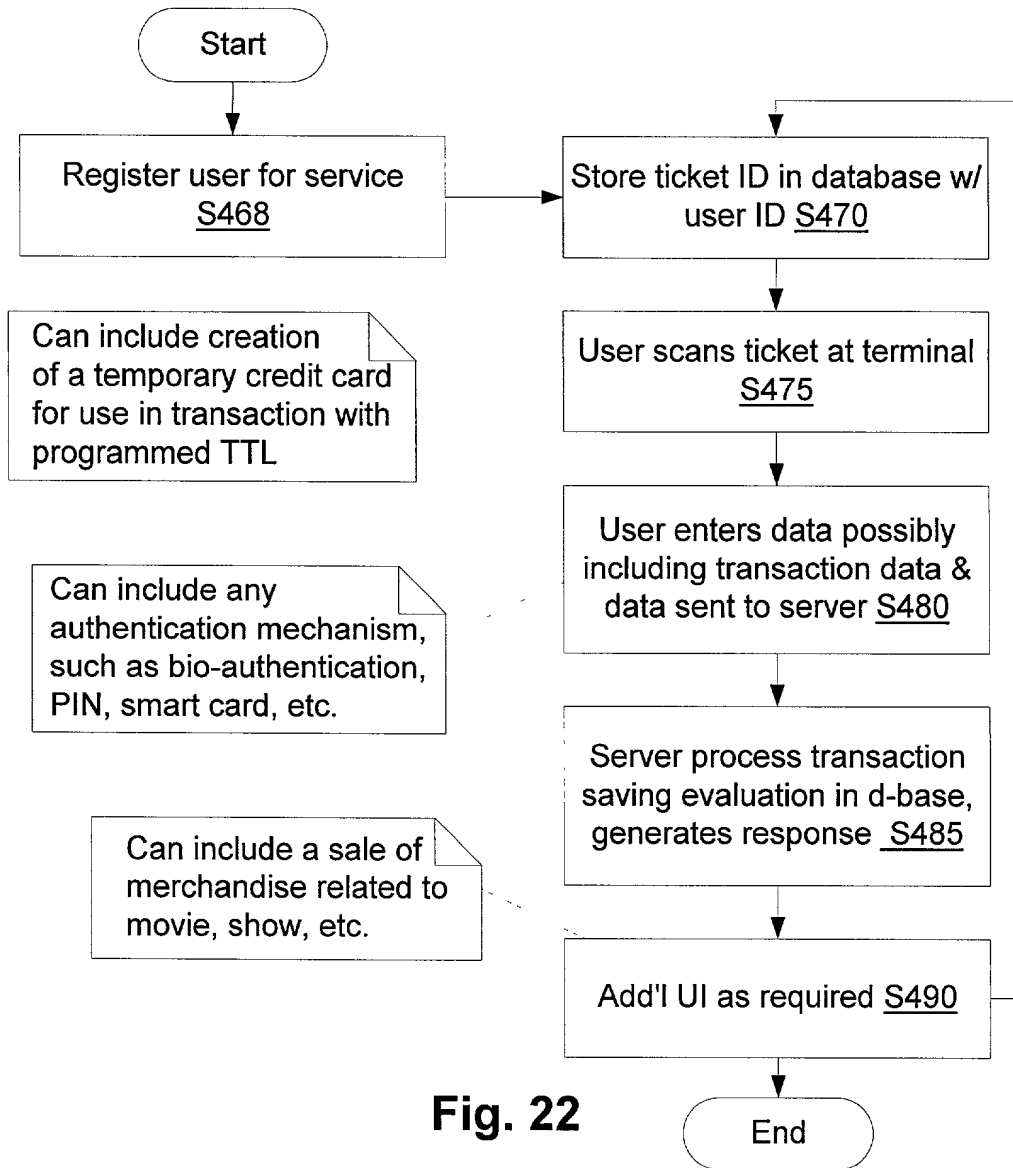 Start
Register user for service
S468
Store ticket ID in database w/
user ID S470
Can include creation
of a temporary credit card
for use in transaction with
programmed TTL
User scans ticket at terminal
S475
User enters data possibly
including transaction data &
data sent to server S480
Can include any
authentication mechanism,
such as bio-authentication,
PIN, smart card, etc.
Server process transaction
saving evaluation in d-base,
generates response S485
Can include a sale of
merchandise related to
movie, show, etc.
Add'l UI as required S490
Fig. 22
End